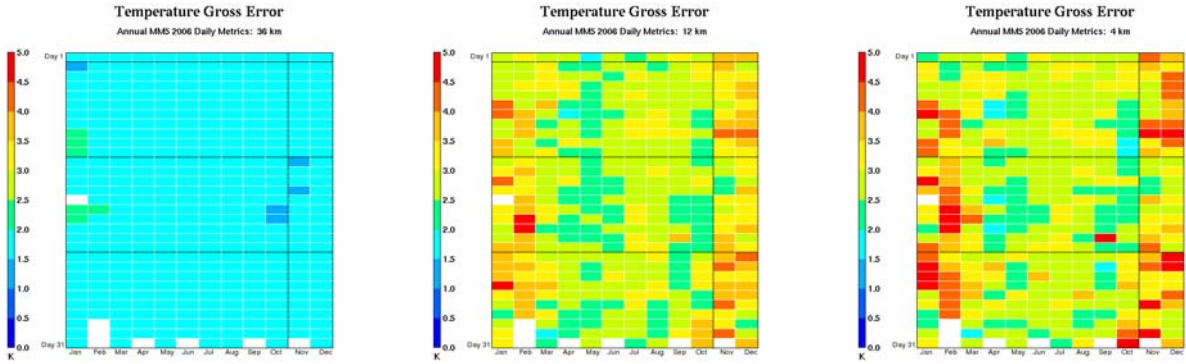 Temperature Gross Error
Annual MM5 2006 Daily Metrics: 36 km
5.0
4.5
4.0
3.5
3.0
2.5
2.0
1.5
1.0
0.5
0.0
K
Day 1
Day 31
Jan Feb Mar Apr May Jun Jul Aug Sep Oct Nov Dec
Temperature Gross Error
Annual MM5 2006 Daily Metrics: 12 km
5.0
4.5
4.0
3.5
3.0
2.5
2.0
1.5
1.0
0.5
0.0
K
Day 1
Day 31
Jan Feb Mar Apr May Jun Jul Aug Sep Oct Nov Dec
Temperature Gross Error
Annual MM5 2006 Daily Metrics: 4 km
5.0
4.5
4.0
3.5
3.0
2.5
2.0
1.5
1.0
0.5
0.0
K
Day 1
Day 31
Jan Feb Mar Apr May Jun Jul Aug Sep Oct Nov Dec